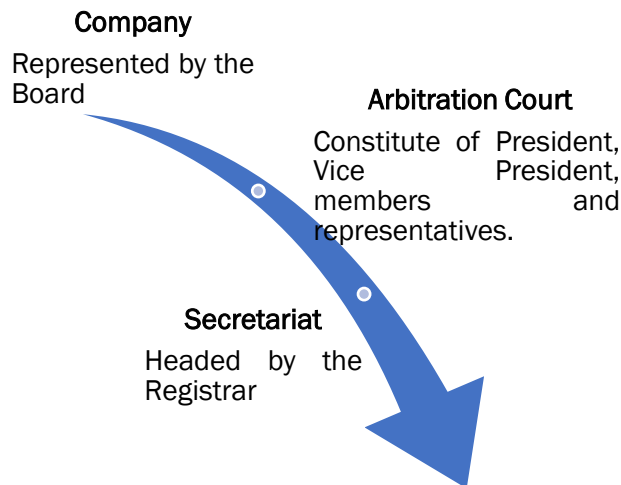 Company
Represented by the
Board
Arbitration Court
Constitute of President,
Vice President,
members and
representatives.
Secretariat
Headed by the
Registrar